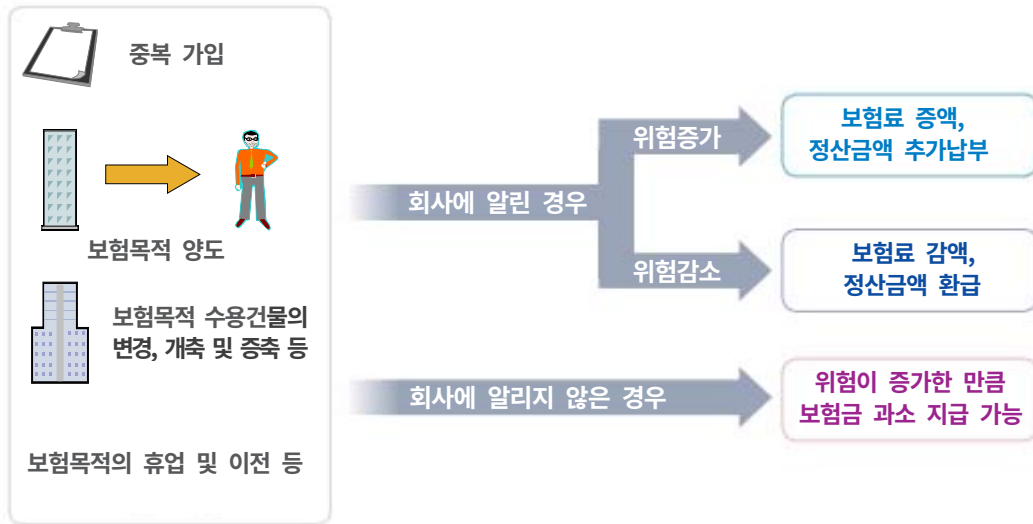 중복 가입
보험목적 양도
보험목적 수용건물의
변경, 개축 및 증축 등
보험목적의 휴업 및 이전 등
회사에 알린 경우
위험증가
보험료 증액,
정산금액 추가납부
위험감소
보험료 감액,
정산금액 환급
회사에 알리지 않은 경우
위험이 증가한 만큼
보험금 과소 지급 가능